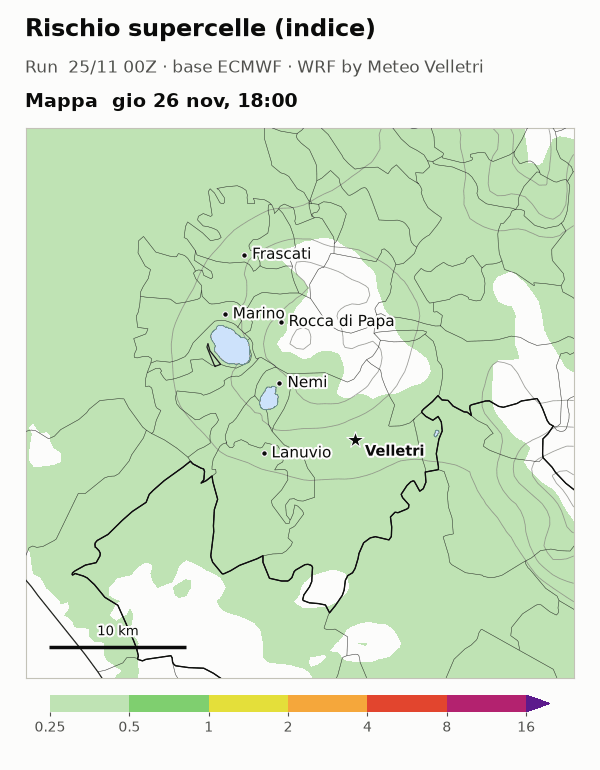 Rischio supercelle (indice)
Run  25/11 00Z · base ECMWF · WRF by Meteo Velletri
Mappa  gio 26 nov, 18:00
Frascati
Marino
Rocca di Papa
Nemi
Velletri
Lanuvio
10 km
0.25 0.5 1 2 4 8 16